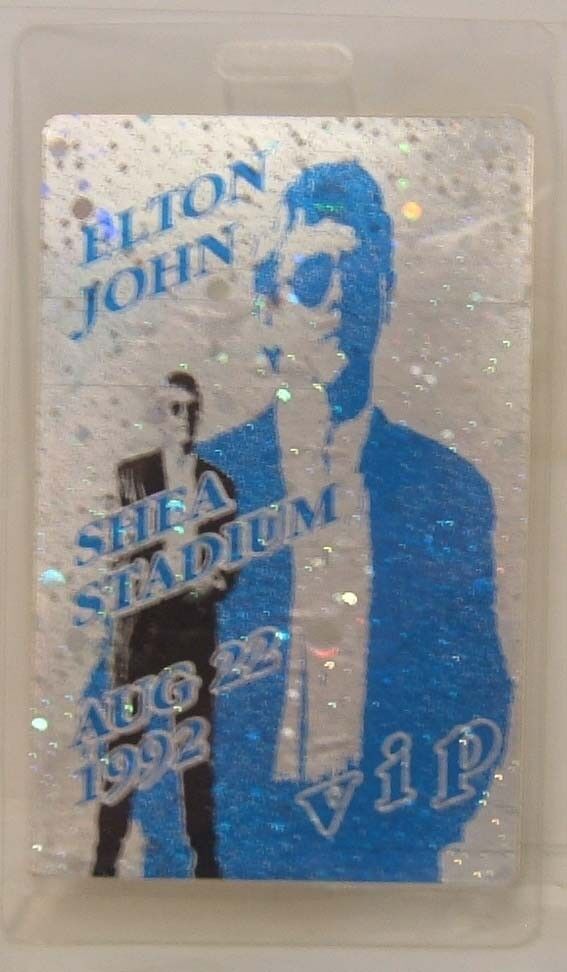 ELTON
JOHN
SHEA
STADIUM
AUG 22
1992
ViP